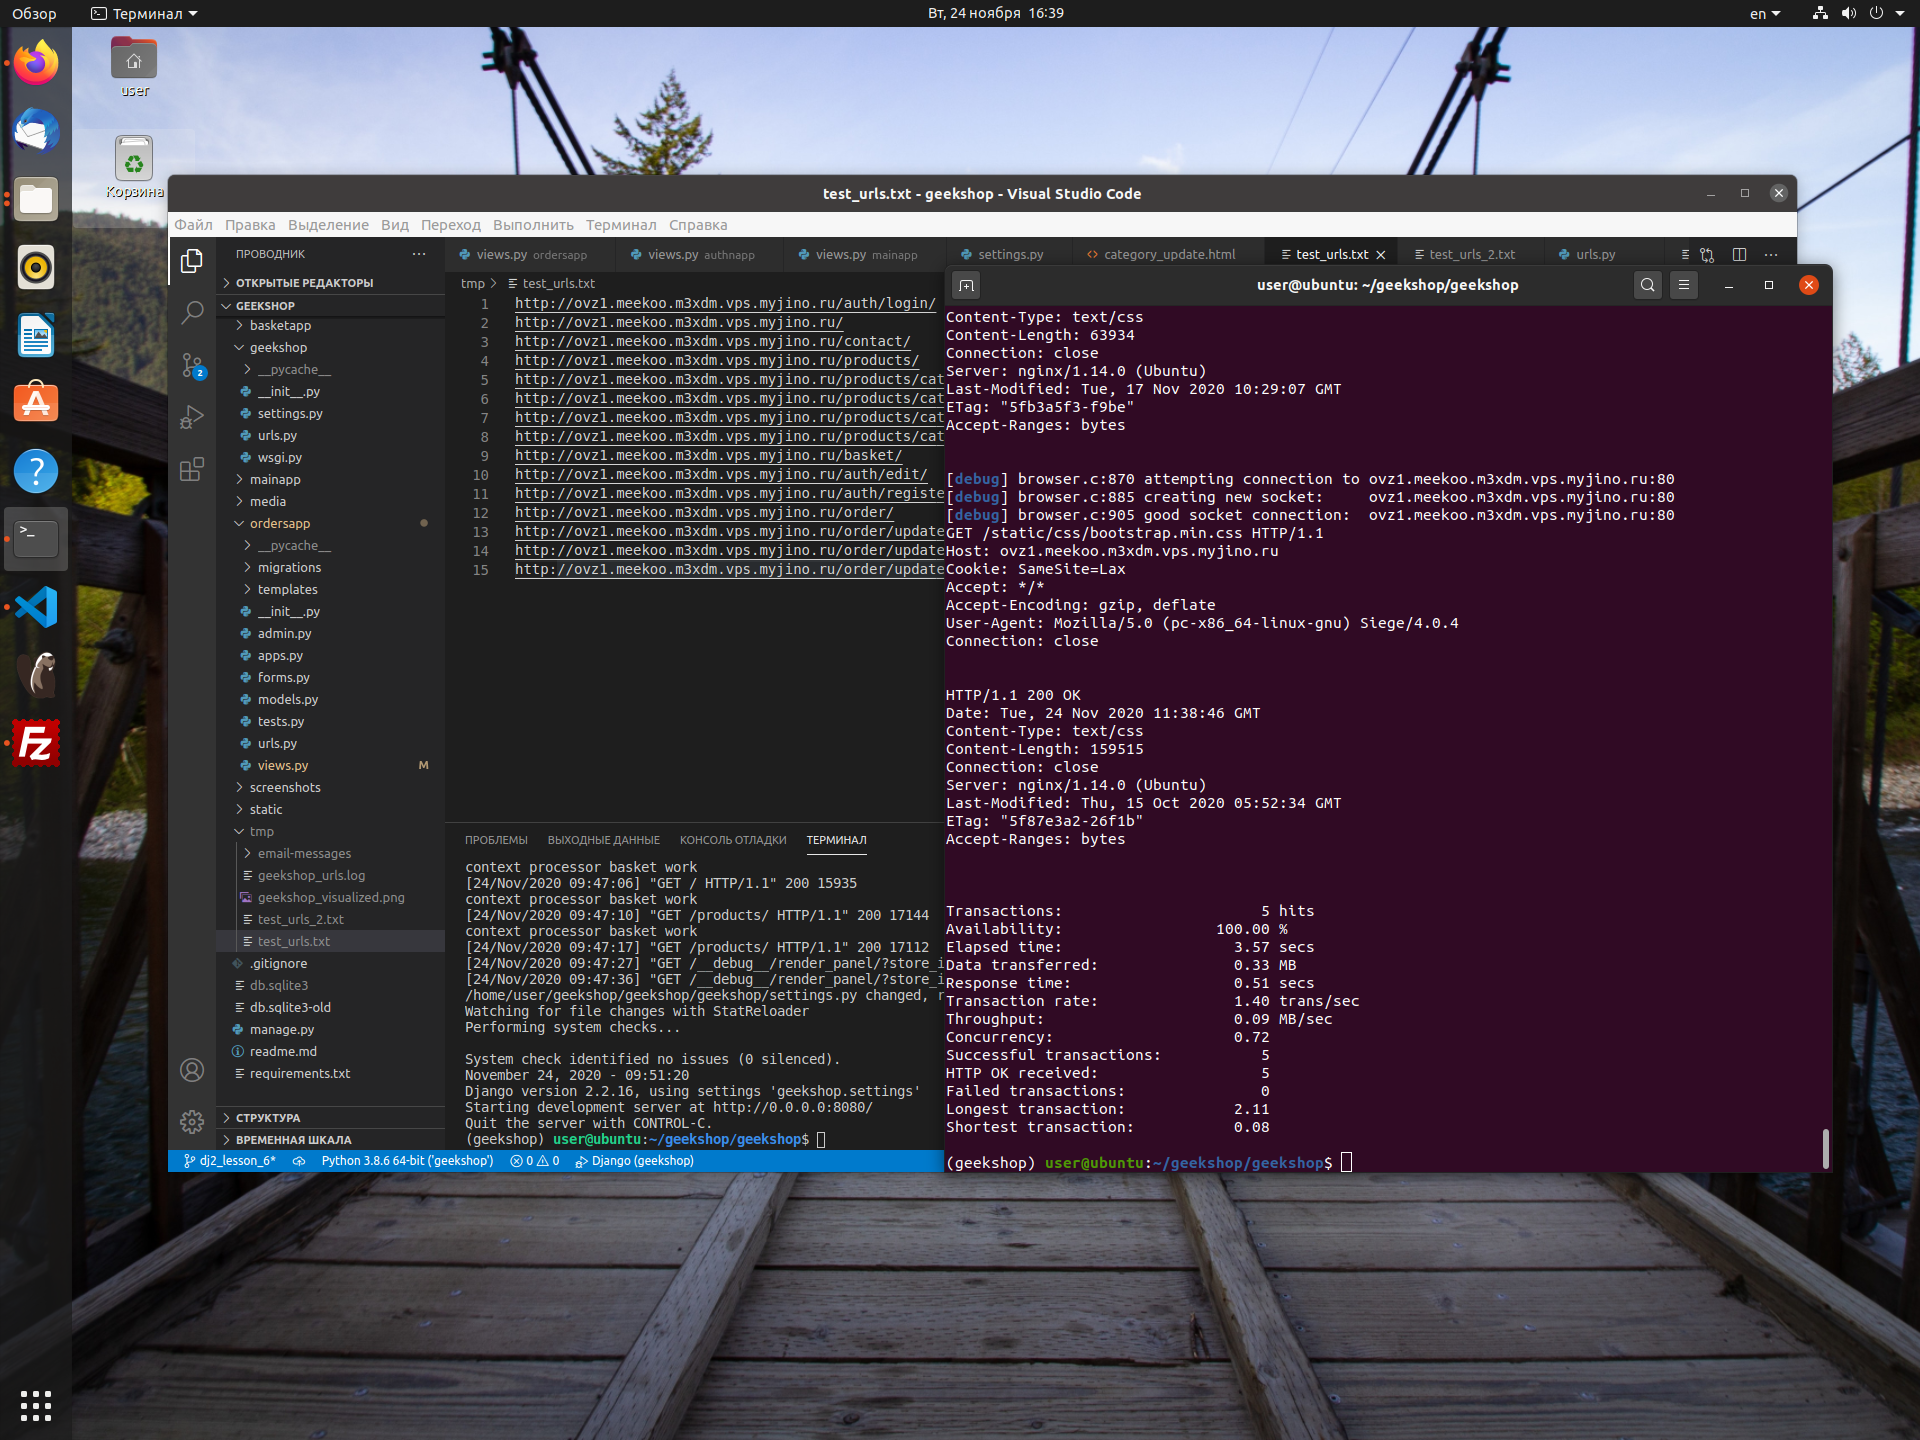 Обзор
Терминал
Вт, 24 ноября 16:39
en
user
Корзина
test_urls.txt - geekshop - Visual Studio Code
Файл Правка Выделение Вид Переход Выполнить Терминал Справка
ПРОВОДНИК
ОТКРЫТЫЕ РЕДАКТОРЫ
GEEKSHOP
basketapp
geekshop
__pycache__
__init__.py
settings.py
urls.py
wsgi.py
mainapp
media
ordersapp
__pycache__
migrations
templates
__init__.py
admin.py
apps.py
forms.py
models.py
tests.py
urls.py
views.py M
screenshots
static
tmp
email-messages
geekshop_urls.log
geekshop_visualized.png
test_urls_2.txt
test_urls.txt
.gitignore
db.sqlite3
db.sqlite3-old
manage.py
readme.md
requirements.txt
СТРУКТУРА
ВРЕМЕННАЯ ШКАЛА
2
views.py ordersapp views.py authnapp views.py mainapp settings.py category_update.html test_urls.txt test_urls_2.txt urls.py
tmp > test_urls.txt
1 http://ovz1.meekoo.m3xdm.vps.myjino.ru/auth/login/
2 http://ovz1.meekoo.m3xdm.vps.myjino.ru/
3 http://ovz1.meekoo.m3xdm.vps.myjino.ru/contact/
4 http://ovz1.meekoo.m3xdm.vps.myjino.ru/products/
5 http://ovz1.meekoo.m3xdm.vps.myjino.ru/products/cat
6 http://ovz1.meekoo.m3xdm.vps.myjino.ru/products/cat
7 http://ovz1.meekoo.m3xdm.vps.myjino.ru/products/cat
8 http://ovz1.meekoo.m3xdm.vps.myjino.ru/products/cat
9 http://ovz1.meekoo.m3xdm.vps.myjino.ru/basket/
10 http://ovz1.meekoo.m3xdm.vps.myjino.ru/auth/edit/
11 http://ovz1.meekoo.m3xdm.vps.myjino.ru/auth/registe
12 http://ovz1.meekoo.m3xdm.vps.myjino.ru/order/
13 http://ovz1.meekoo.m3xdm.vps.myjino.ru/order/update
14 http://ovz1.meekoo.m3xdm.vps.myjino.ru/order/update
15 http://ovz1.meekoo.m3xdm.vps.myjino.ru/order/update
ПРОБЛЕМЫ ВЫХОДНЫЕ ДАННЫЕ КОНСОЛЬ ОТЛАДКИ ТЕРМИНАЛ
context processor basket work
[24/Nov/2020 09:47:06] "GET / HTTP/1.1" 200 15935
context processor basket work
[24/Nov/2020 09:47:10] "GET /products/ HTTP/1.1" 200 17144
context processor basket work
[24/Nov/2020 09:47:17] "GET /products/ HTTP/1.1" 200 17112
[24/Nov/2020 09:47:27] "GET /__debug__/render_panel/?store_i
[24/Nov/2020 09:47:36] "GET /__debug__/render_panel/?store_i
/home/user/geekshop/geekshop/geekshop/settings.py changed, r
Watching for file changes with StatReloader
Performing system checks...
System check identified no issues (0 silenced).
November 24, 2020 - 09:51:20
Django version 2.2.16, using settings 'geekshop.settings'
Starting development server at http://0.0.0.0:8080/
Quit the server with CONTROL-C.
(geekshop) user@ubuntu:~/geekshop/geekshop$
dj2_lesson_6* Python 3.8.6 64-bit ('geekshop') 0 0 Django (geekshop)
user@ubuntu: ~/geekshop/geekshop
Content-Type: text/css
Content-Length: 63934
Connection: close
Server: nginx/1.14.0 (Ubuntu)
Last-Modified: Tue, 17 Nov 2020 10:29:07 GMT
ETag: "5fb3a5f3-f9be"
Accept-Ranges: bytes
[debug] browser.c:870 attempting connection to ovz1.meekoo.m3xdm.vps.myjino.ru:80
[debug] browser.c:885 creating new socket: ovz1.meekoo.m3xdm.vps.myjino.ru:80
[debug] browser.c:905 good socket connection: ovz1.meekoo.m3xdm.vps.myjino.ru:80
GET /static/css/bootstrap.min.css HTTP/1.1
Host: ovz1.meekoo.m3xdm.vps.myjino.ru
Cookie: SameSite=Lax
Accept: */*
Accept-Encoding: gzip, deflate
User-Agent: Mozilla/5.0 (pc-x86_64-linux-gnu) Siege/4.0.4
Connection: close
HTTP/1.1 200 OK
Date: Tue, 24 Nov 2020 11:38:46 GMT
Content-Type: text/css
Content-Length: 159515
Connection: close
Server: nginx/1.14.0 (Ubuntu)
Last-Modified: Thu, 15 Oct 2020 05:52:34 GMT
ETag: "5f87e3a2-26f1b"
Accept-Ranges: bytes
Transactions: 5 hits
Availability: 100.00 %
Elapsed time: 3.57 secs
Data transferred: 0.33 MB
Response time: 0.51 secs
Transaction rate: 1.40 trans/sec
Throughput: 0.09 MB/sec
Concurrency: 0.72
Successful transactions: 5
HTTP OK received: 5
Failed transactions: 0
Longest transaction: 2.11
Shortest transaction: 0.08
(geekshop) user@ubuntu:~/geekshop/geekshop$